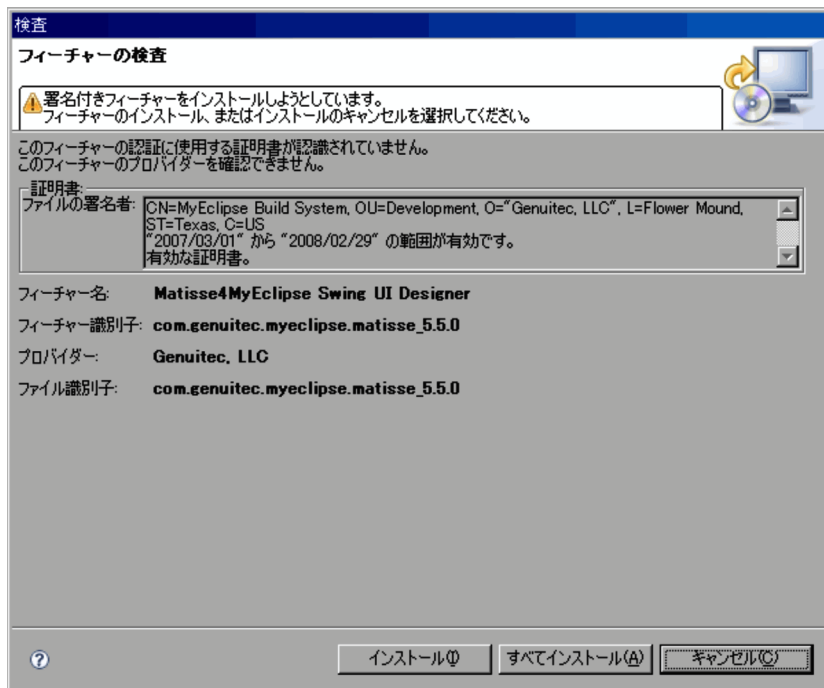 検査
フィーチャーの検査
署名付きフィーチャーをインストールしようとしています。
フィーチャーのインストール、またはインストールのキャンセルを選択してください。
このフィーチャーの認証に使用する証明書が認識されていません。
このフィーチャーのプロバイダーを確認できません。
証明書:
ファイルの署名者: CN=MyEclipse Build System, OU=Development, O="Genuitec, LLC", L=Flower Mound,
ST=Texas, C=US
"2007/03/01" から "2008/02/29" の範囲が有効です。
有効な証明書。
フィーチャー名: Matisse4MyEclipse Swing UI Designer
フィーチャー識別子: com.genuitec.myeclipse.matisse_5.5.0
プロバイダー: Genuitec, LLC
ファイル識別子: com.genuitec.myeclipse.matisse_5.5.0
? インストール(I) すべてインストール(A) キャンセル(C)